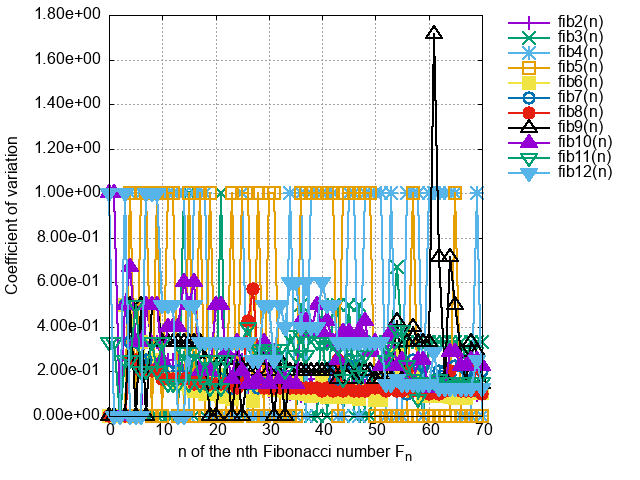 1.80e+00
1.60e+00
1.40e+00
1.20e+00
1.00e+00
8.00e-01
6.00e-01
4.00e-01
2.00e-01
0.00e+00
0 10 20 30 40 50 60 70
Coefficient of variation
n of the nth Fibonacci number Fn
fib2(n)
fib3(n)
fib4(n)
fib5(n)
fib6(n)
fib7(n)
fib8(n)
fib9(n)
fib10(n)
fib11(n)
fib12(n)